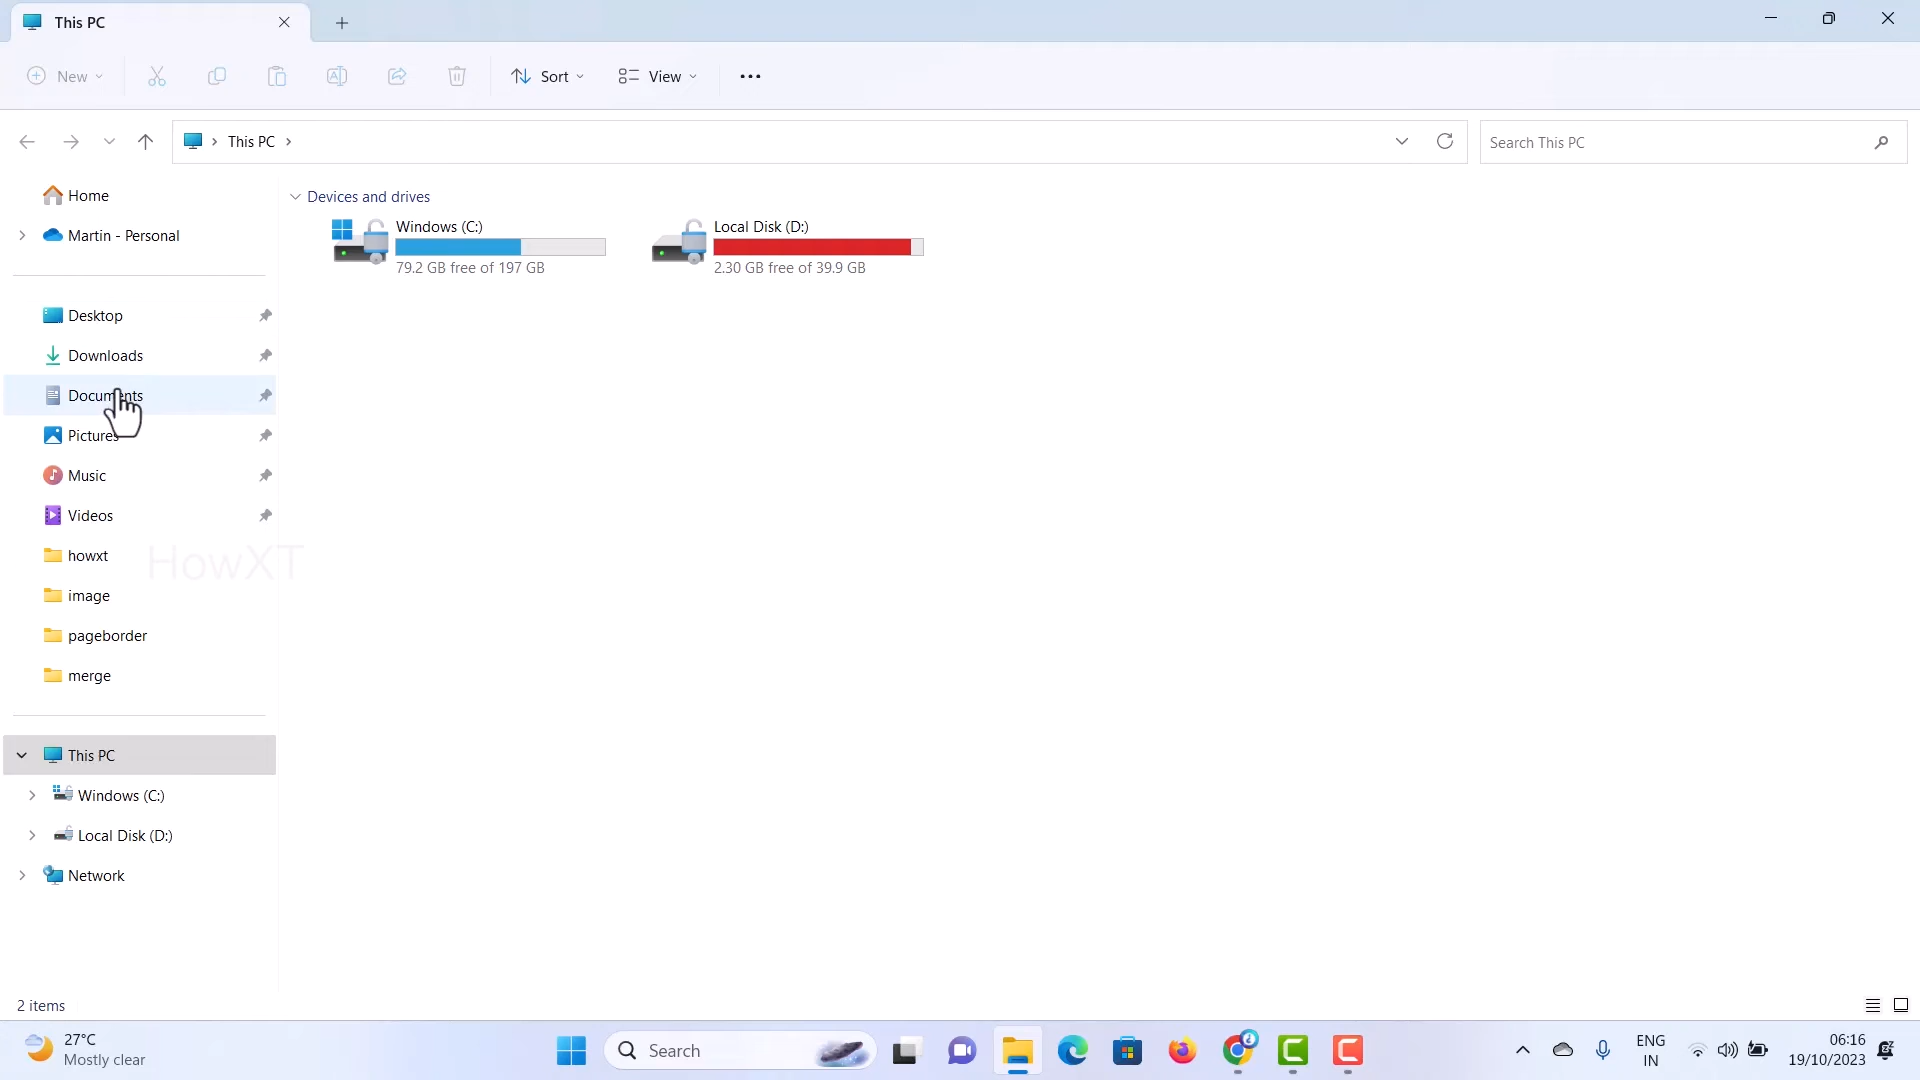 This PC
New
Sort
View
This PC
Search This PC
Home
Martin - Personal
Desktop
Downloads
Documents
Pictures
Music
Videos
howxt
image
pageborder
merge
This PC
Windows (C:)
Local Disk (D:)
Network
Devices and drives
Windows (C:)
79.2 GB free of 197 GB
Local Disk (D:)
2.30 GB free of 39.9 GB
HowXT
2 items
27°C
Mostly clear
Search
ENG
IN
06:16
19/10/2023